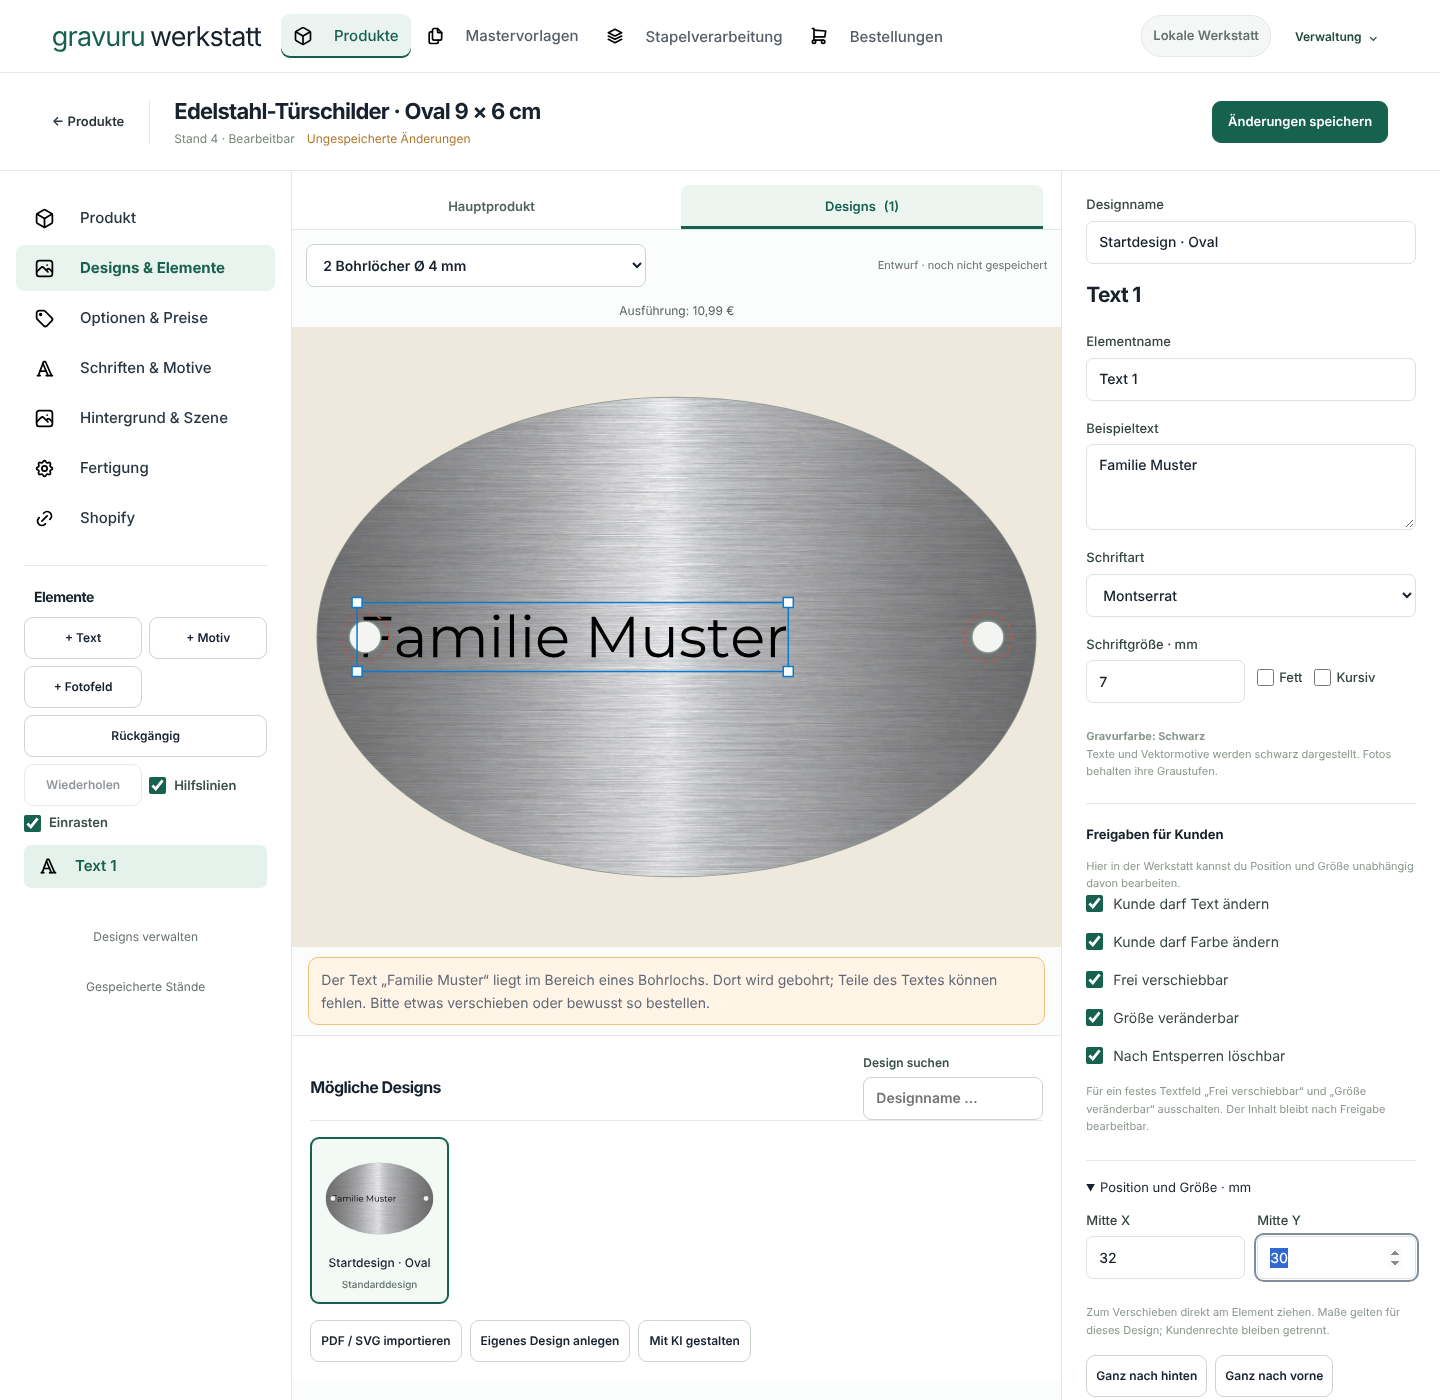 gravuru werkstatt
Produkte
Mastervorlagen
Stapelverarbeitung
Bestellungen
Lokale Werkstatt
Verwaltung
← Produkte
Edelstahl-Türschilder · Oval 9 × 6 cm
Stand 4 · Bearbeitbar
Ungespeicherte Änderungen
Änderungen speichern
Produkt
Designs & Elemente
Optionen & Preise
Schriften & Motive
Hintergrund & Szene
Fertigung
Shopify
Elemente
+ Text
+ Motiv
+ Fotofeld
Rückgängig
Wiederholen
Hilfslinien
Einrasten
Text 1
Designs verwalten
Gespeicherte Stände
Hauptprodukt
Designs (1)
2 Bohrlöcher Ø 4 mm
Entwurf · noch nicht gespeichert
Ausführung: 10,99 €
Familie Muster
Der Text „Familie Muster“ liegt im Bereich eines Bohrlochs. Dort wird gebohrt; Teile des Textes können
fehlen. Bitte etwas verschieben oder bewusst so bestellen.
Mögliche Designs
Design suchen
Designname ...
Familie Muster
Startdesign · Oval
Standarddesign
PDF / SVG importieren
Eigenes Design anlegen
Mit KI gestalten
Designname
Startdesign · Oval
Text 1
Elementname
Text 1
Beispieltext
Familie Muster
Schriftart
Montserrat
Schriftgröße · mm
7
Fett
Kursiv
Gravurfarbe: Schwarz
Texte und Vektormotive werden schwarz dargestellt. Fotos
behalten ihre Graustufen.
Freigaben für Kunden
Hier in der Werkstatt kannst du Position und Größe unabhängig
davon bearbeiten.
Kunde darf Text ändern
Kunde darf Farbe ändern
Frei verschiebbar
Größe veränderbar
Nach Entsperren löschbar
Für ein festes Textfeld „Frei verschiebbar“ und „Größe
veränderbar“ ausschalten. Der Inhalt bleibt nach Freigabe
bearbeitbar.
▼ Position und Größe · mm
Mitte X
Mitte Y
32
30
Zum Verschieben direkt am Element ziehen. Maße gelten für
dieses Design; Kundenrechte bleiben getrennt.
Ganz nach hinten
Ganz nach vorne